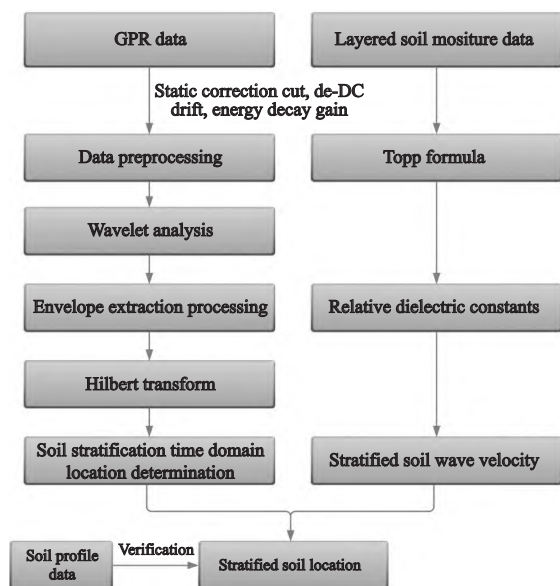 GPR data
Layered soil mositure data
Static correction cut, de-DC
drift, energy decay gain
Data preprocessing
Topp formula
Wavelet analysis
Envelope extraction processing
Relative dielectric constants
Hilbert transform
Soil stratification time domain
location determination
Stratified soil wave velocity
Soil profile
data
Verification
Stratified soil location